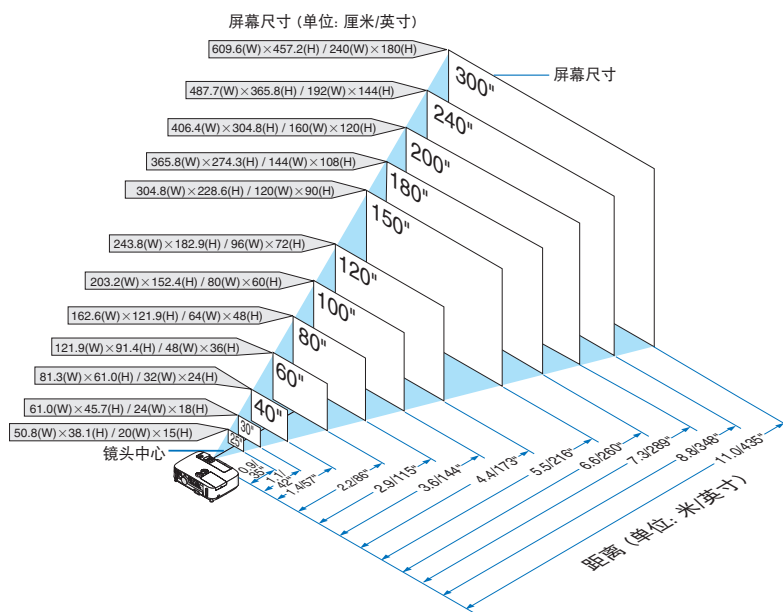 屏幕尺寸 (单位: 厘米/英寸)
609.6(W)×457.2(H) / 240(W)×180(H)
300"
屏幕尺寸
487.7(W)×365.8(H) / 192(W)×144(H)
240"
406.4(W)×304.8(H) / 160(W)×120(H)
200"
365.8(W)×274.3(H) / 144(W)×108(H)
180"
304.8(W)×228.6(H) / 120(W)×90(H)
150"
243.8(W)×182.9(H) / 96(W)×72(H)
120"
203.2(W)×152.4(H) / 80(W)×60(H)
100"
162.6(W)×121.9(H) / 64(W)×48(H)
80"
121.9(W)×91.4(H) / 48(W)×36(H)
60"
81.3(W)×61.0(H) / 32(W)×24(H)
40"
61.0(W)×45.7(H) / 24(W)×18(H)
30"
50.8(W)×38.1(H) / 20(W)×15(H)
25"
镜头中心
0.9/
35"
1.1/
42"
1.4/57"
2.2/86"
2.9/115"
3.6/144"
4.4/173"
5.5/216"
6.6/260"
7.3/289"
8.8/348"
11.0/435"
距离 (单位: 米/英寸)